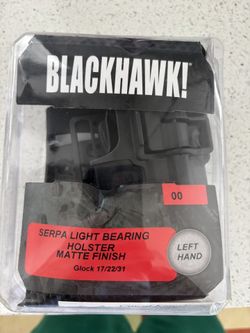 BLACKHAWK!
00
SERPA LIGHT BEARING
HOLSTER
MATTE FINISH
Glock 17/22/31
LEFT
HAND